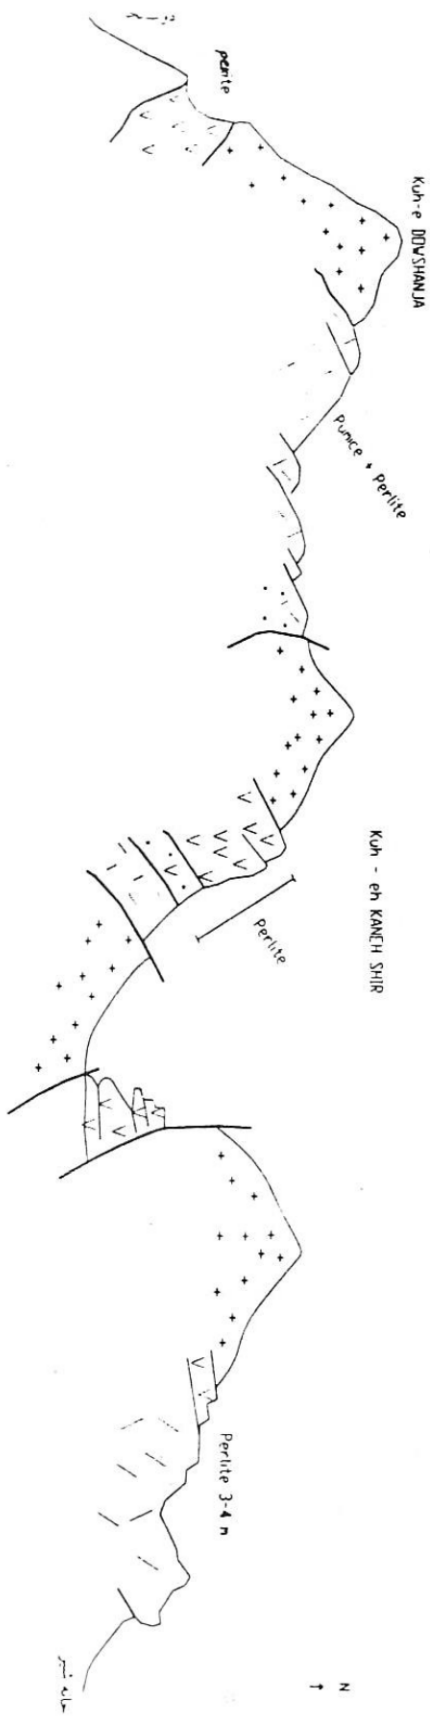 perlite
Kuh-e DOWSHANJA
Pumice + Perlite
Kuh - eh KANEH SHIR
Perlite
Perlite 3-4 m
N